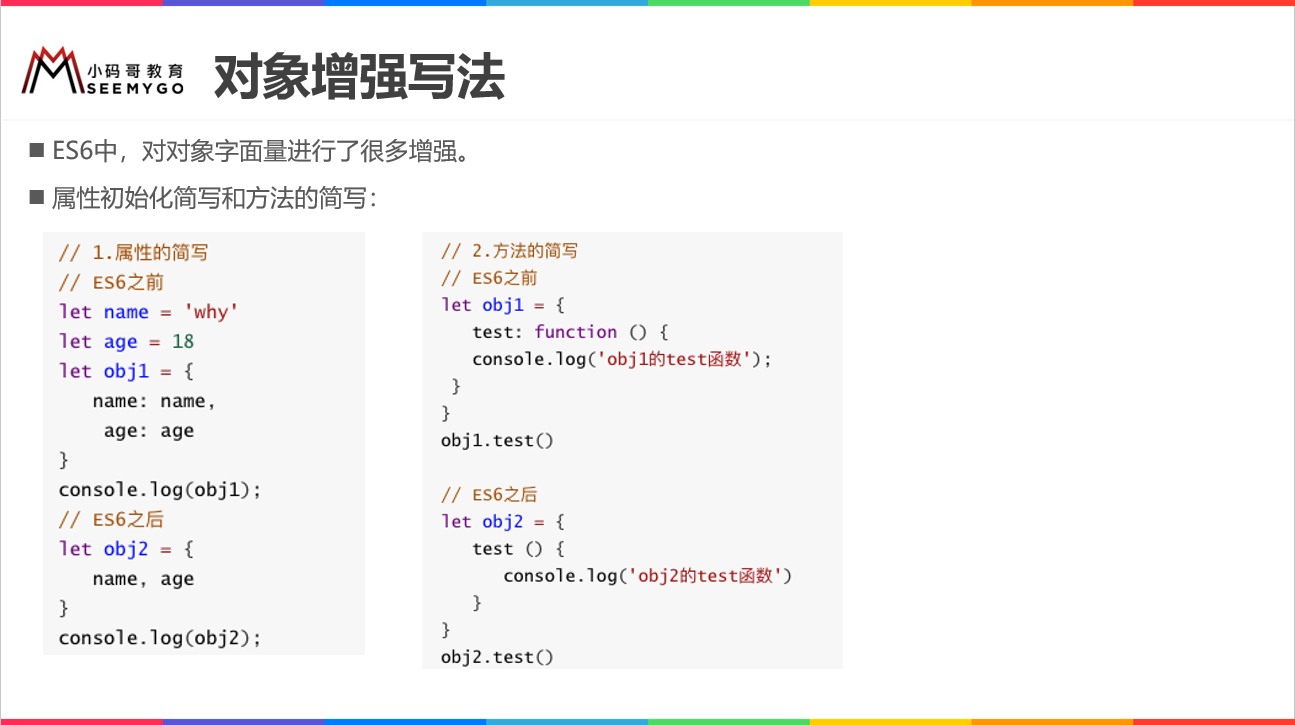 小码哥教育
SEEMYGO
对象增强写法
ES6中，对对象字面量进行了很多增强。
属性初始化简写和方法的简写：
// 1.属性的简写
// ES6之前
let name = 'why'
let age = 18
let obj1 = {
name: name,
age: age
}
console.log(obj1);
// ES6之后
let obj2 = {
name, age
}
console.log(obj2);
// 2.方法的简写
// ES6之前
let obj1 = {
test: function () {
console.log('obj1的test函数');
}
}
obj1.test()
// ES6之后
let obj2 = {
test () {
console.log('obj2的test函数')
}
}
obj2.test()